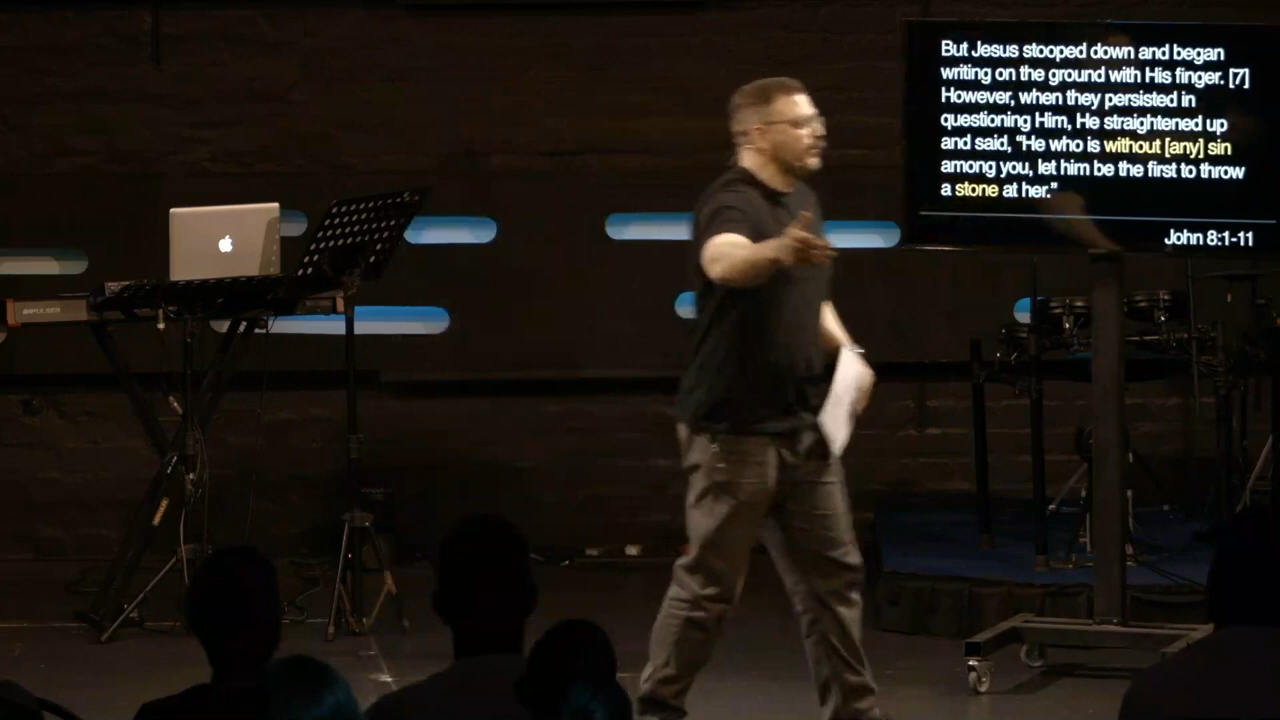 But Jesus stooped down and began
writing on the ground with His finger. [7]
However, when they persisted in
questioning Him, He straightened up
and said, “He who is without [any] sin
among you, let him be the first to throw
a stone at her.”
John 8:1-11